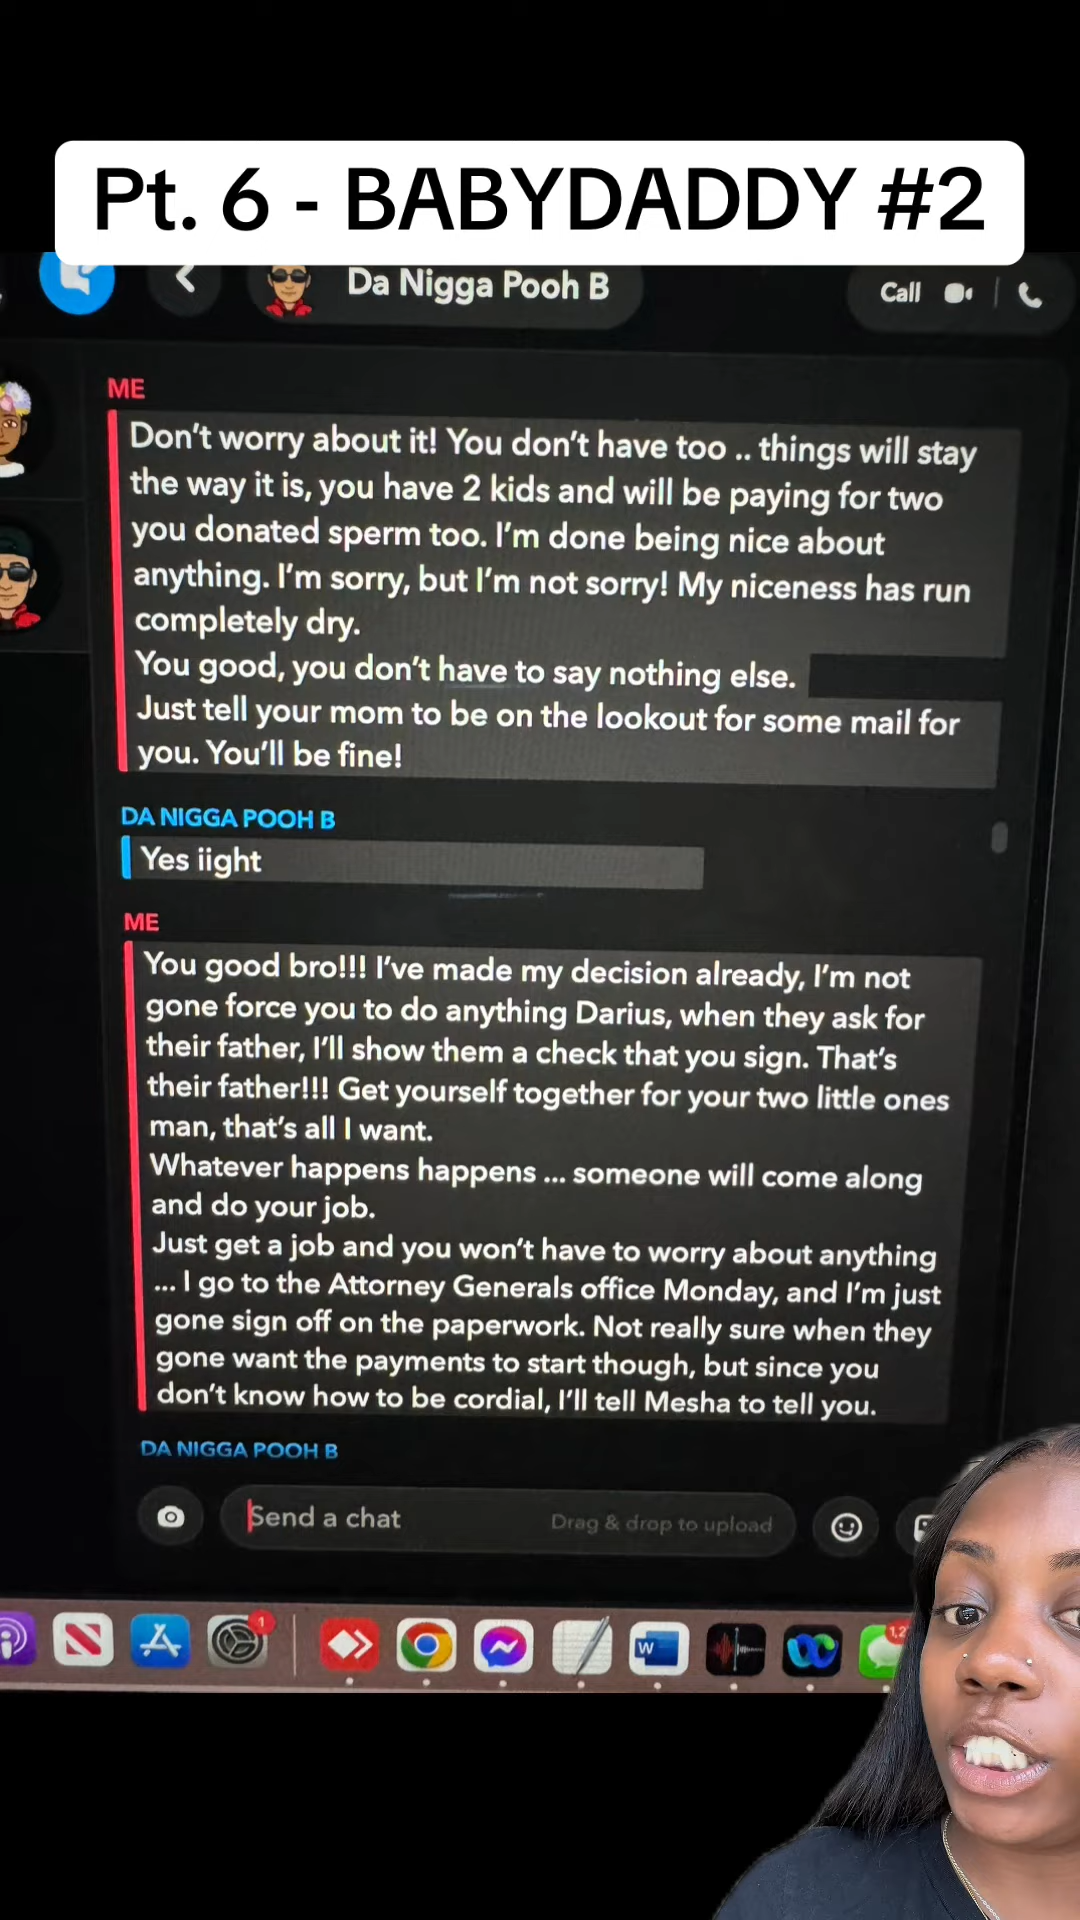 Pt. 6 - BABYDADDY #2
Da Nigga Pooh B
Call
ME
Don't worry about it! You don't have too .. things will stay
the way it is, you have 2 kids and will be paying for two
you donated sperm too. I'm done being nice about
anything. I'm sorry, but I'm not sorry! My niceness has run
completely dry.
You good, you don't have to say nothing else.
Just tell your mom to be on the lookout for some mail for
you. You'll be fine!
DA NIGGA POOH B
Yes iight
ME
You good bro!!! I've made my decision already, I'm not
gone force you to do anything Darius, when they ask for
their father, I'll show them a check that you sign. That's
their father!!! Get yourself together for your two little ones
man, that's all I want.
Whatever happens happens ... someone will come along
and do your job.
Just get a job and you won't have to worry about anything
... I go to the Attorney Generals office Monday, and I'm just
gone sign off on the paperwork. Not really sure when they
gone want the payments to start though, but since you
don't know how to be cordial, I'll tell Mesha to tell you.
DA NIGGA POOH B
Send a chat
Drag & drop to upload
1
W